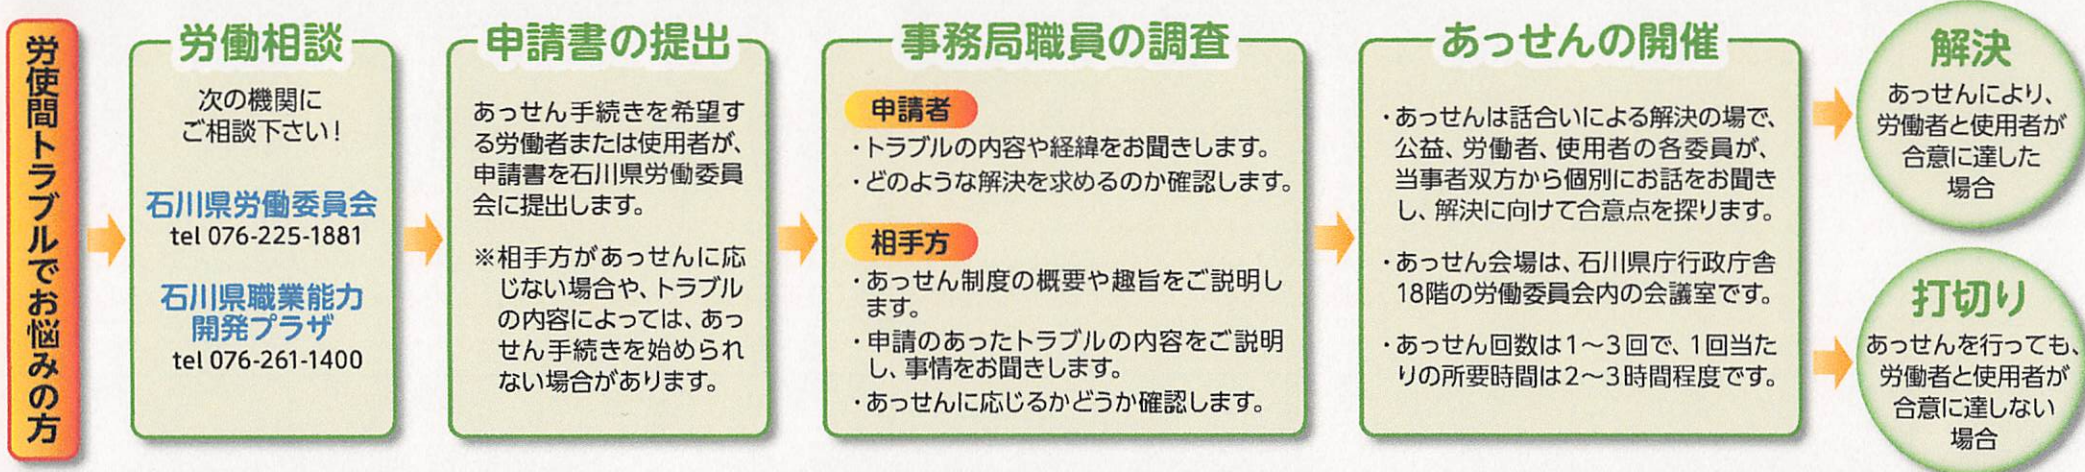 労使間トラブルでお悩みの方
労働相談
次の機関に
ご相談下さい！
石川県労働委員会
tel 076-225-1881
石川県職業能力
開発プラザ
tel 076-261-1400
申請書の提出
あっせん手続きを希望す
る労働者または使用者が、
申請書を石川県労働委員
会に提出します。
※相手方があっせんに応
じない場合や、トラブル
の内容によっては、あっ
せん手続きを始められ
ない場合があります。
事務局職員の調査
申請者
・トラブルの内容や経緯をお聞きします。
・どのような解決を求めるのか確認します。
相手方
・あっせん制度の概要や趣旨をご説明し
ます。
・申請のあったトラブルの内容をご説明
し、事情をお聞きします。
・あっせんに応じるかどうか確認します。
あっせんの開催
・あっせんは話合いによる解決の場で、
公益、労働者、使用者の各委員が、
当事者双方から個別にお話をお聞き
し、解決に向けて合意点を探ります。
・あっせん会場は、石川県庁行政庁舎
18階の労働委員会内の会議室です。
・あっせん回数は1〜3回で、1回当た
りの所要時間は2〜3時間程度です。
解決
あっせんにより、
労働者と使用者が
合意に達した
場合
打切り
あっせんを行っても、
労働者と使用者が
合意に達しない
場合